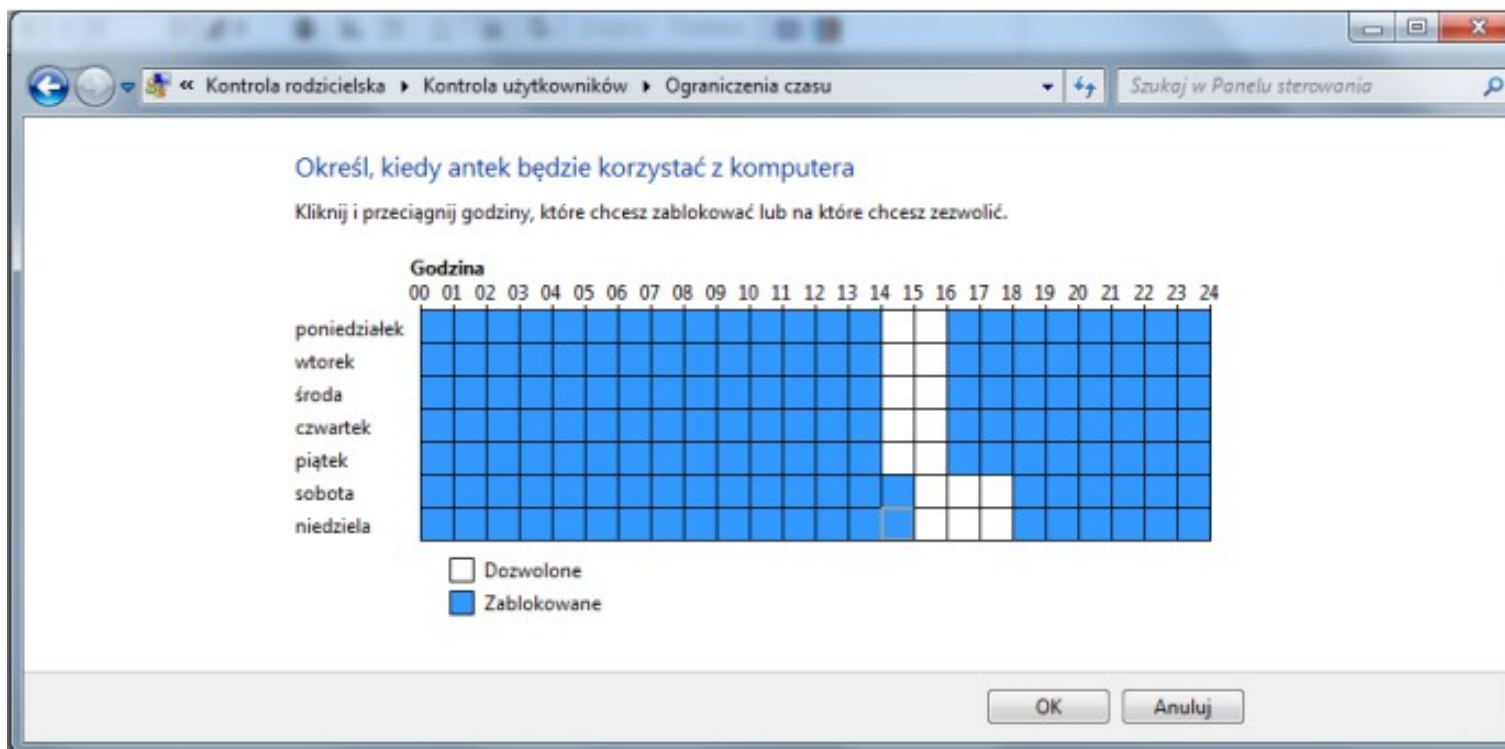 « Kontrola rodzicielska ▸ Kontrola użytkowników ▸ Ograniczenia czasu
Szukaj w Panelu sterowania
Określ, kiedy antek będzie korzystać z komputera
Kliknij i przeciągnij godziny, które chcesz zablokować lub na które chcesz zezwolić.
Godzina
00 01 02 03 04 05 06 07 08 09 10 11 12 13 14 15 16 17 18 19 20 21 22 23 24
poniedziałek
wtorek
środa
czwartek
piątek
sobota
niedziela
Dozwolone
Zablokowane
OK
Anuluj